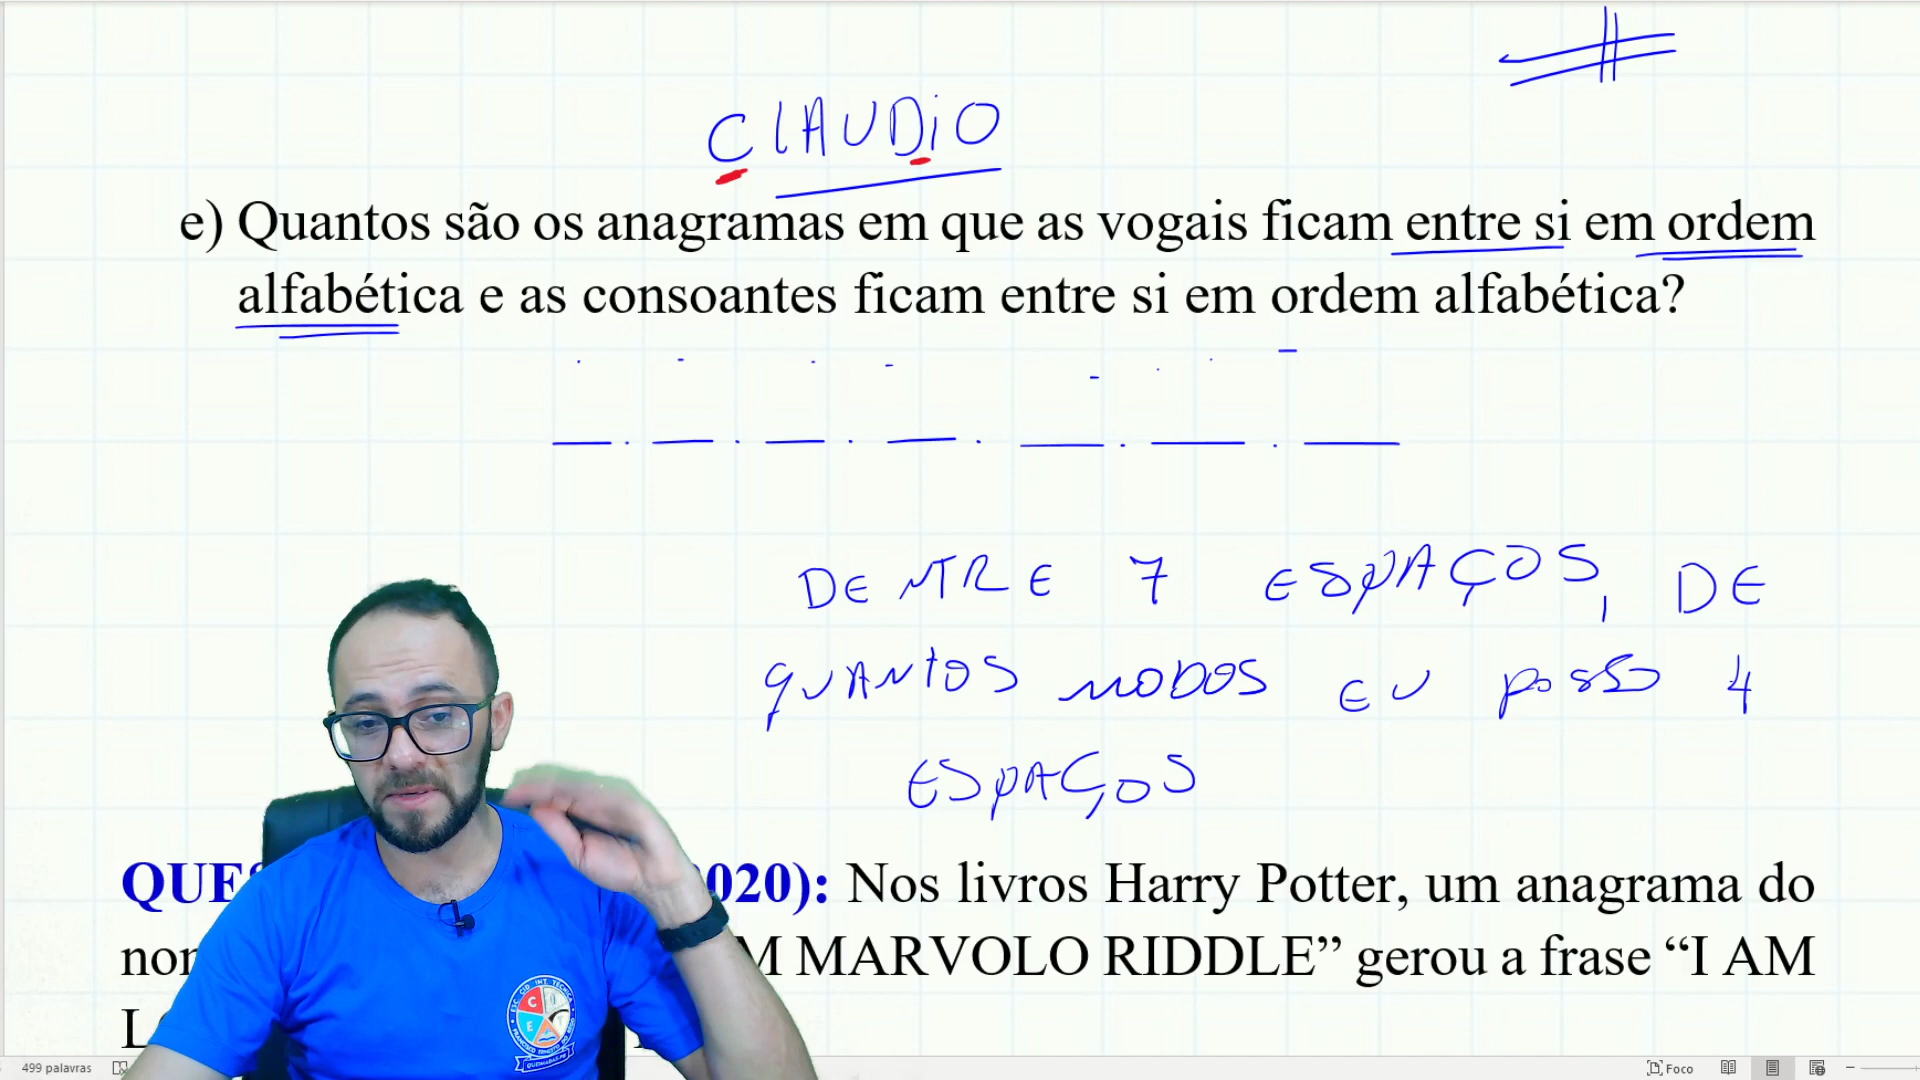 CLAUDiO
e) Quantos são os anagramas em que as vogais ficam entre si em ordem
alfabética e as consoantes ficam entre si em ordem alfabética?
DENTRE 7 ESPAÇOS, DE
QUANTOS MODOS EU POSSO 4
ESPAÇOS
020): Nos livros Harry Potter, um anagrama do
M MARVOLO RIDDLE” gerou a frase “I AM
499 palavras
Foco